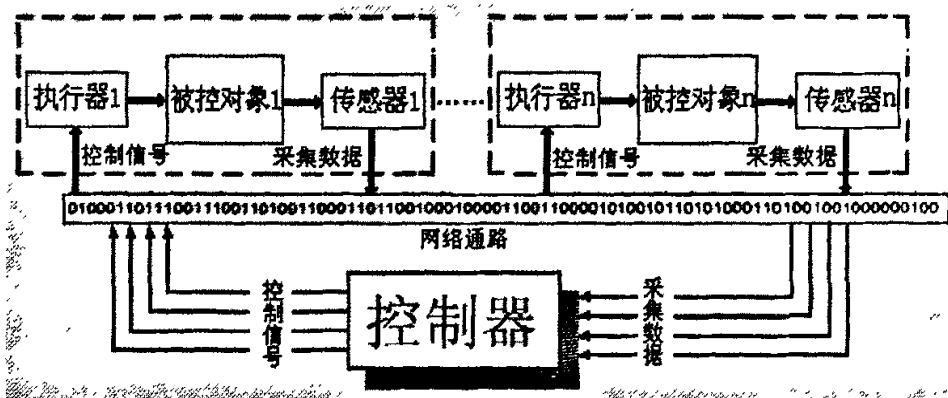 执行器1 被控对象1 传感器1 …… 执行器n 被控对象n 传感器n
控制信号 采集数据 控制信号 采集数据
网络通路
控制信号 控制器 采集数据